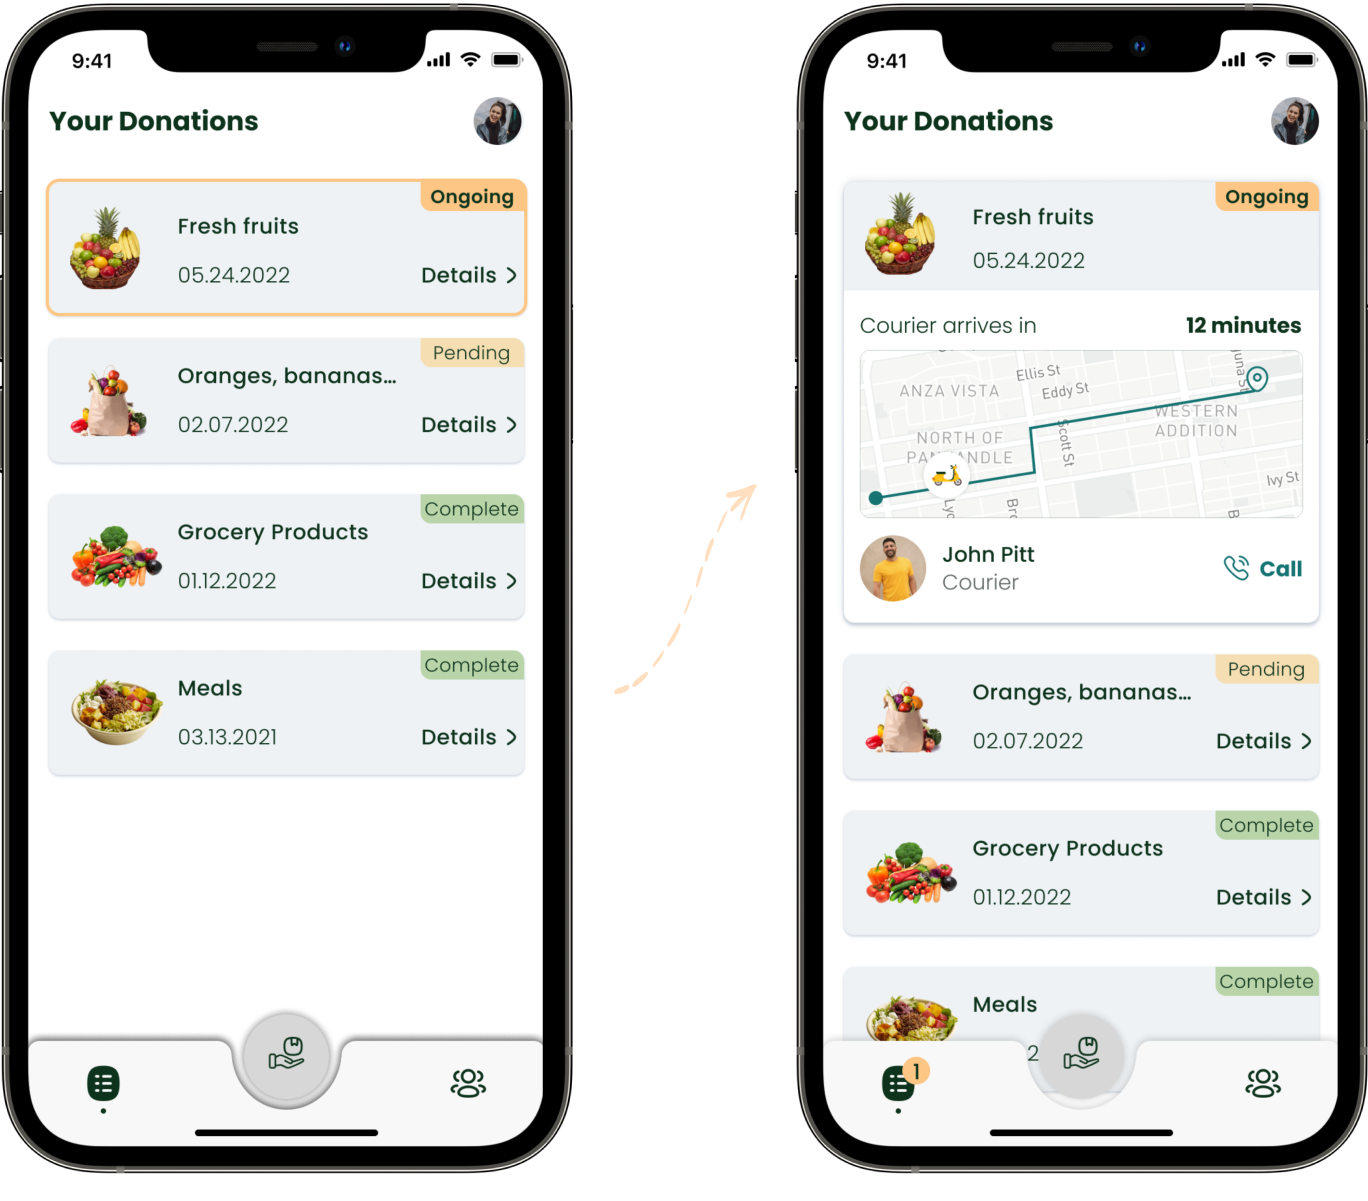 9:41
Your Donations
Ongoing
Fresh fruits
05.24.2022
Details
Pending
Oranges, bananas...
02.07.2022
Details
Complete
Grocery Products
01.12.2022
Details
Complete
Meals
03.13.2021
Details
9:41
Your Donations
Ongoing
Fresh fruits
05.24.2022
Courier arrives in
12 minutes
Ellis St
ANZA VISTA
Eddy St
WESTERN
ADDITION
Scott St
NORTH OF
Ivy St
John Pitt
Courier
Call
Pending
Oranges, bananas...
02.07.2022
Details
Complete
Grocery Products
01.12.2022
Details
Complete
Meals
2
1